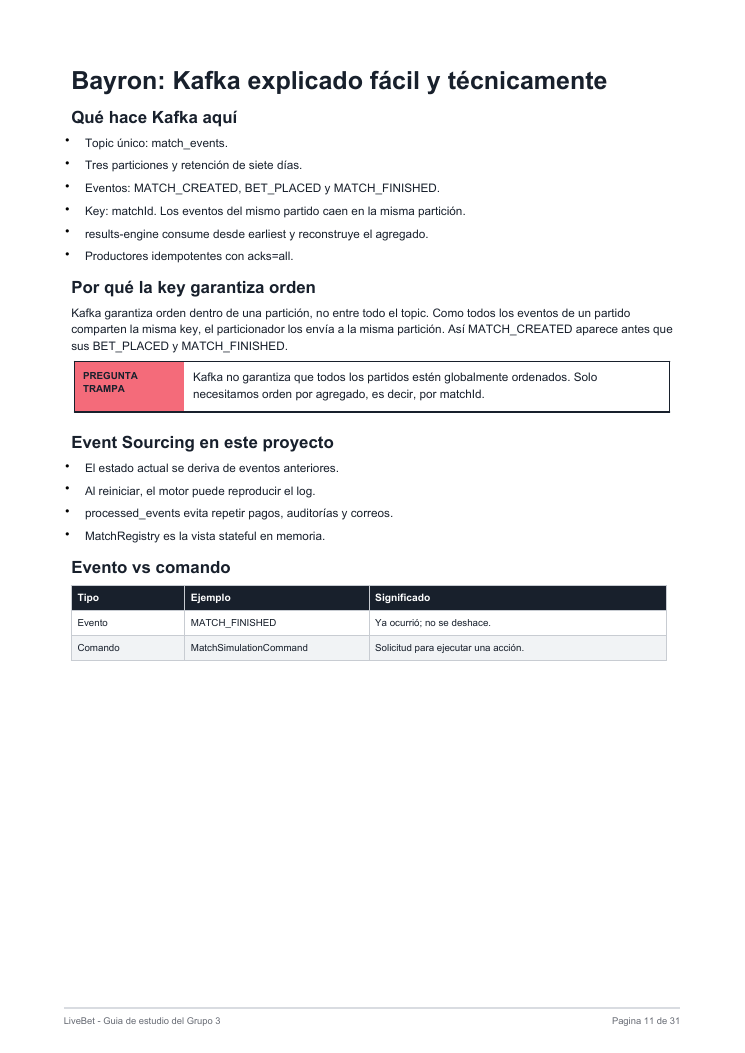 Bayron: Kafka explicado fácil y técnicamente
Qué hace Kafka aquí
• Topic único: match_events.
• Tres particiones y retención de siete días.
• Eventos: MATCH_CREATED, BET_PLACED y MATCH_FINISHED.
• Key: matchId. Los eventos del mismo partido caen en la misma partición.
• results-engine consume desde earliest y reconstruye el agregado.
• Productores idempotentes con acks=all.
Por qué la key garantiza orden
Kafka garantiza orden dentro de una partición, no entre todo el topic. Como todos los eventos de un partido
comparten la misma key, el particionador los envía a la misma partición. Así MATCH_CREATED aparece antes que
sus BET_PLACED y MATCH_FINISHED.
PREGUNTA
TRAMPA
Kafka no garantiza que todos los partidos estén globalmente ordenados. Solo
necesitamos orden por agregado, es decir, por matchId.
Event Sourcing en este proyecto
• El estado actual se deriva de eventos anteriores.
• Al reiniciar, el motor puede reproducir el log.
• processed_events evita repetir pagos, auditorías y correos.
• MatchRegistry es la vista stateful en memoria.
Evento vs comando
Tipo Ejemplo Significado
Evento MATCH_FINISHED Ya ocurrió; no se deshace.
Comando MatchSimulationCommand Solicitud para ejecutar una acción.
LiveBet - Guia de estudio del Grupo 3 Pagina 11 de 31